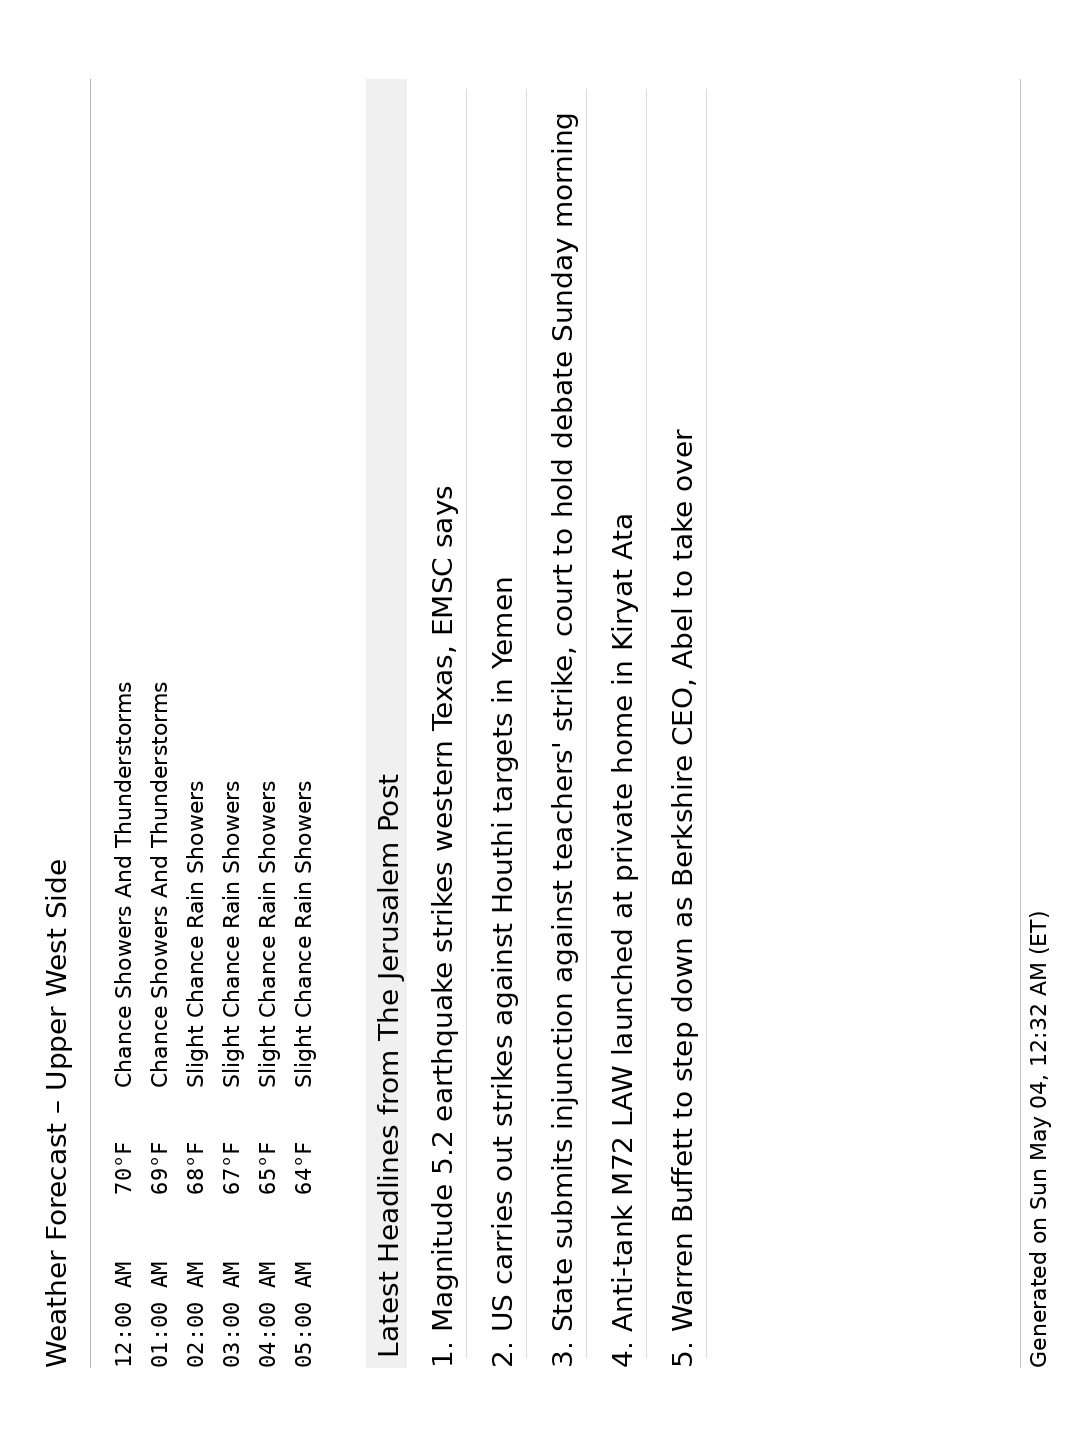 Weather Forecast – Upper West Side
12:00 AM 70°F Chance Showers And Thunderstorms
01:00 AM 69°F Chance Showers And Thunderstorms
02:00 AM 68°F Slight Chance Rain Showers
03:00 AM 67°F Slight Chance Rain Showers
04:00 AM 65°F Slight Chance Rain Showers
05:00 AM 64°F Slight Chance Rain Showers
Latest Headlines from The Jerusalem Post
1. Magnitude 5.2 earthquake strikes western Texas, EMSC says
2. US carries out strikes against Houthi targets in Yemen
3. State submits injunction against teachers' strike, court to hold debate Sunday morning
4. Anti-tank M72 LAW launched at private home in Kiryat Ata
5. Warren Buffett to step down as Berkshire CEO, Abel to take over
Generated on Sun May 04, 12:32 AM (ET)